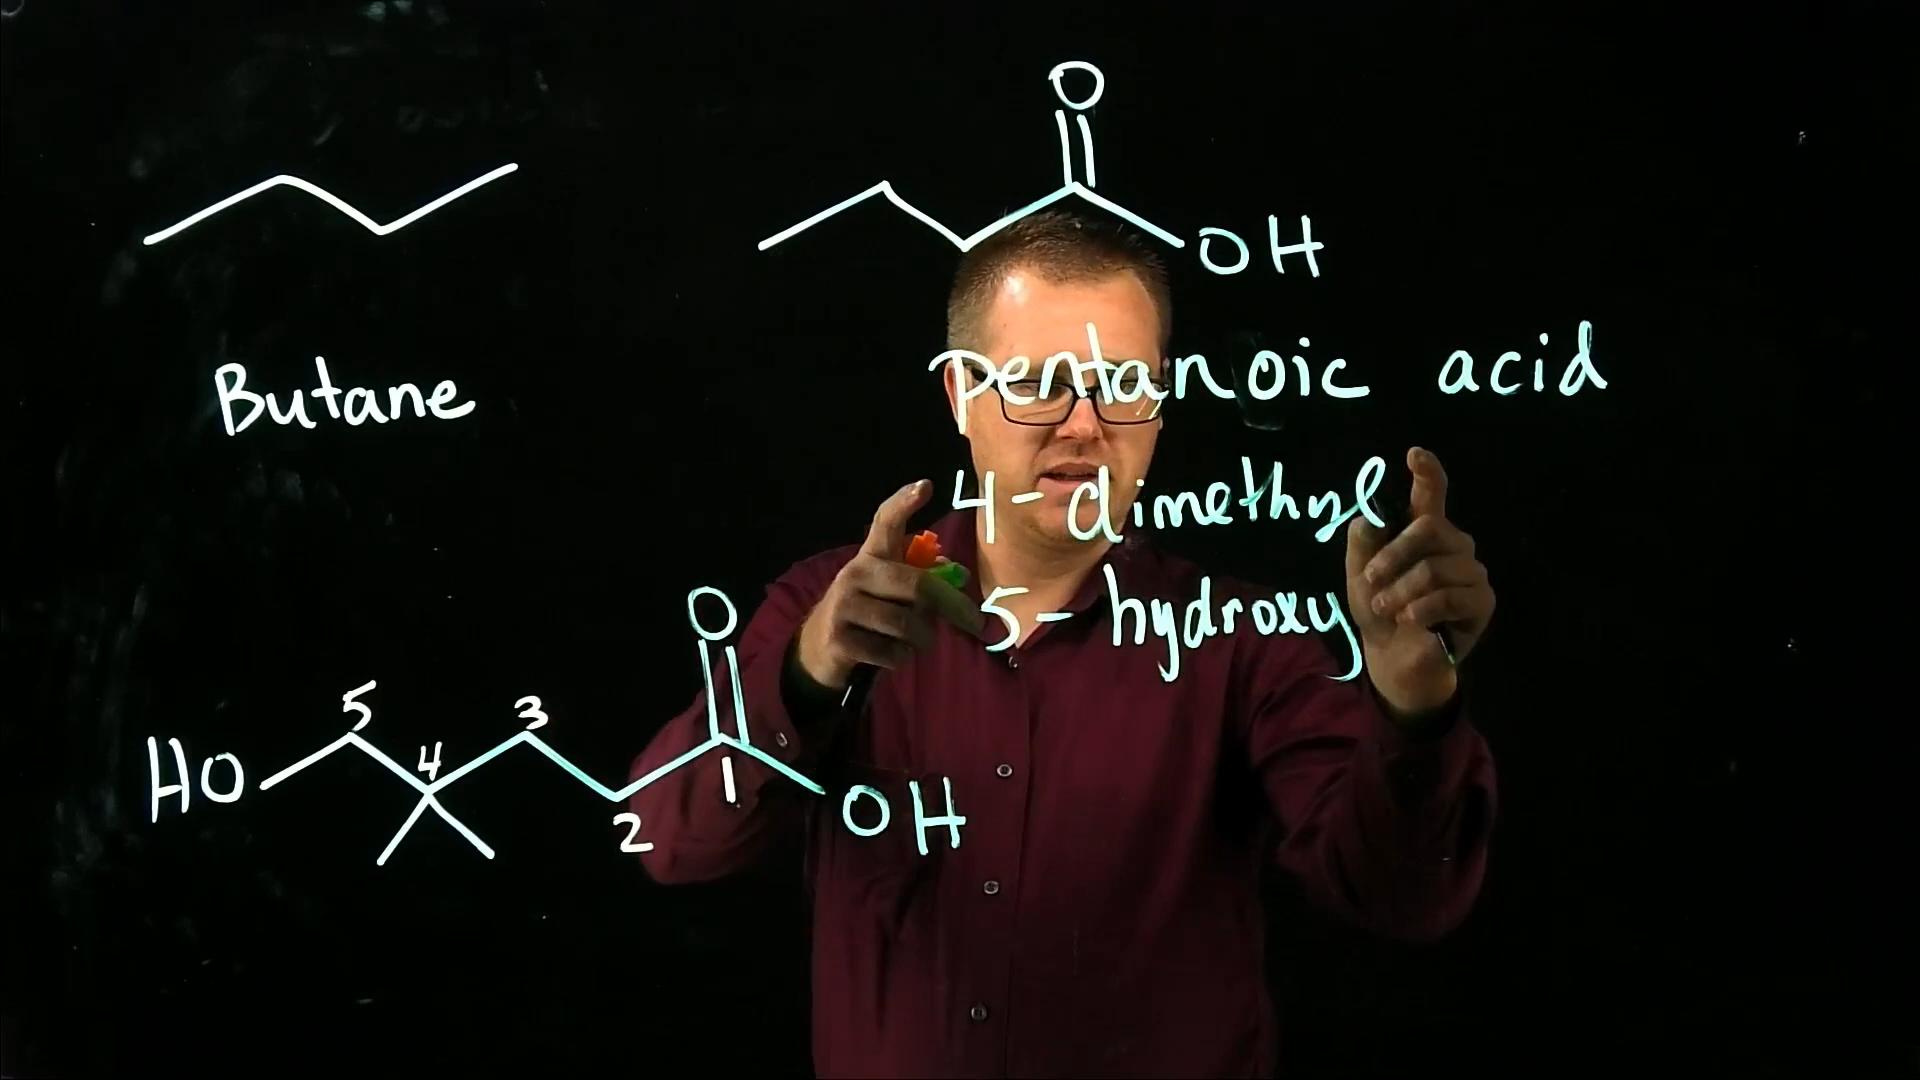 O
OH
Butane
pentanoic acid
4-dimethyl
5-hydroxy
O
HO 5 4 3 2 1 OH